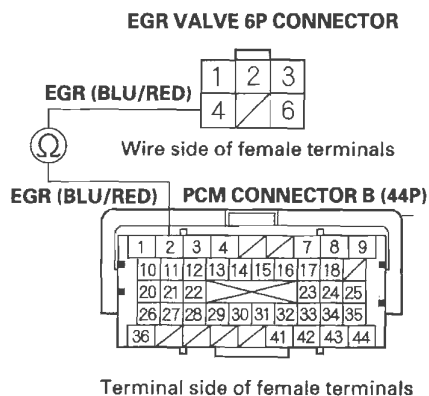 EGR VALVE 6P CONNECTOR
1 2 3
EGR (BLU/RED)
4 6
Ω
Wire side of female terminals
EGR (BLU/RED) PCM CONNECTOR B (44P)
1 2 3 4 7 8 9
10 11 12 13 14 15 16 17 18
20 21 22 23 24 25
26 27 28 29 30 31 32 33 34 35
36 41 42 43 44
Terminal side of female terminals